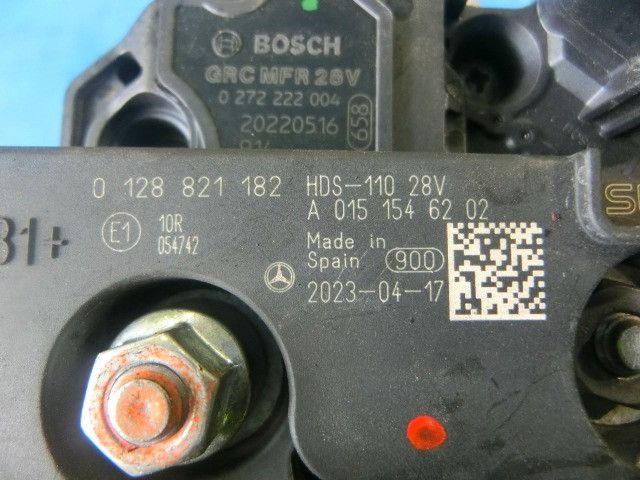 BOSCH
GRC MFR 28V
0 272 222 004
20220516
658
0 128 821 182 HDS-110 28V
A 015 154 62 02
B1+
E1
10R
054742
Made in
Spain
900
2023-04-17